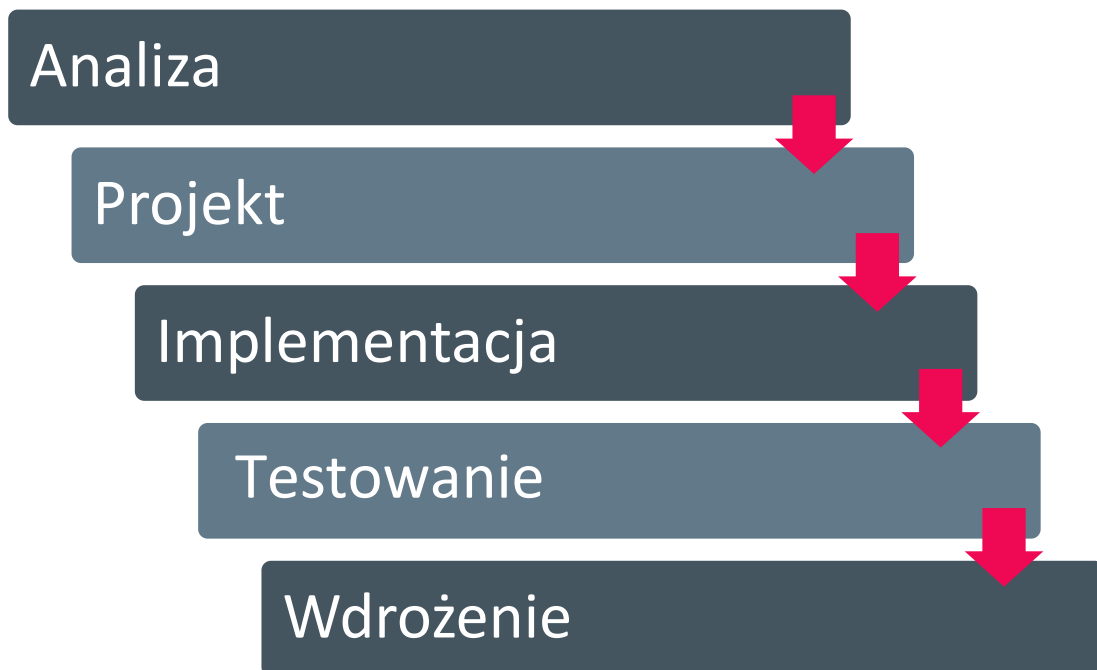 Analiza
Projekt
Implementacja
Testowanie
Wdrożenie